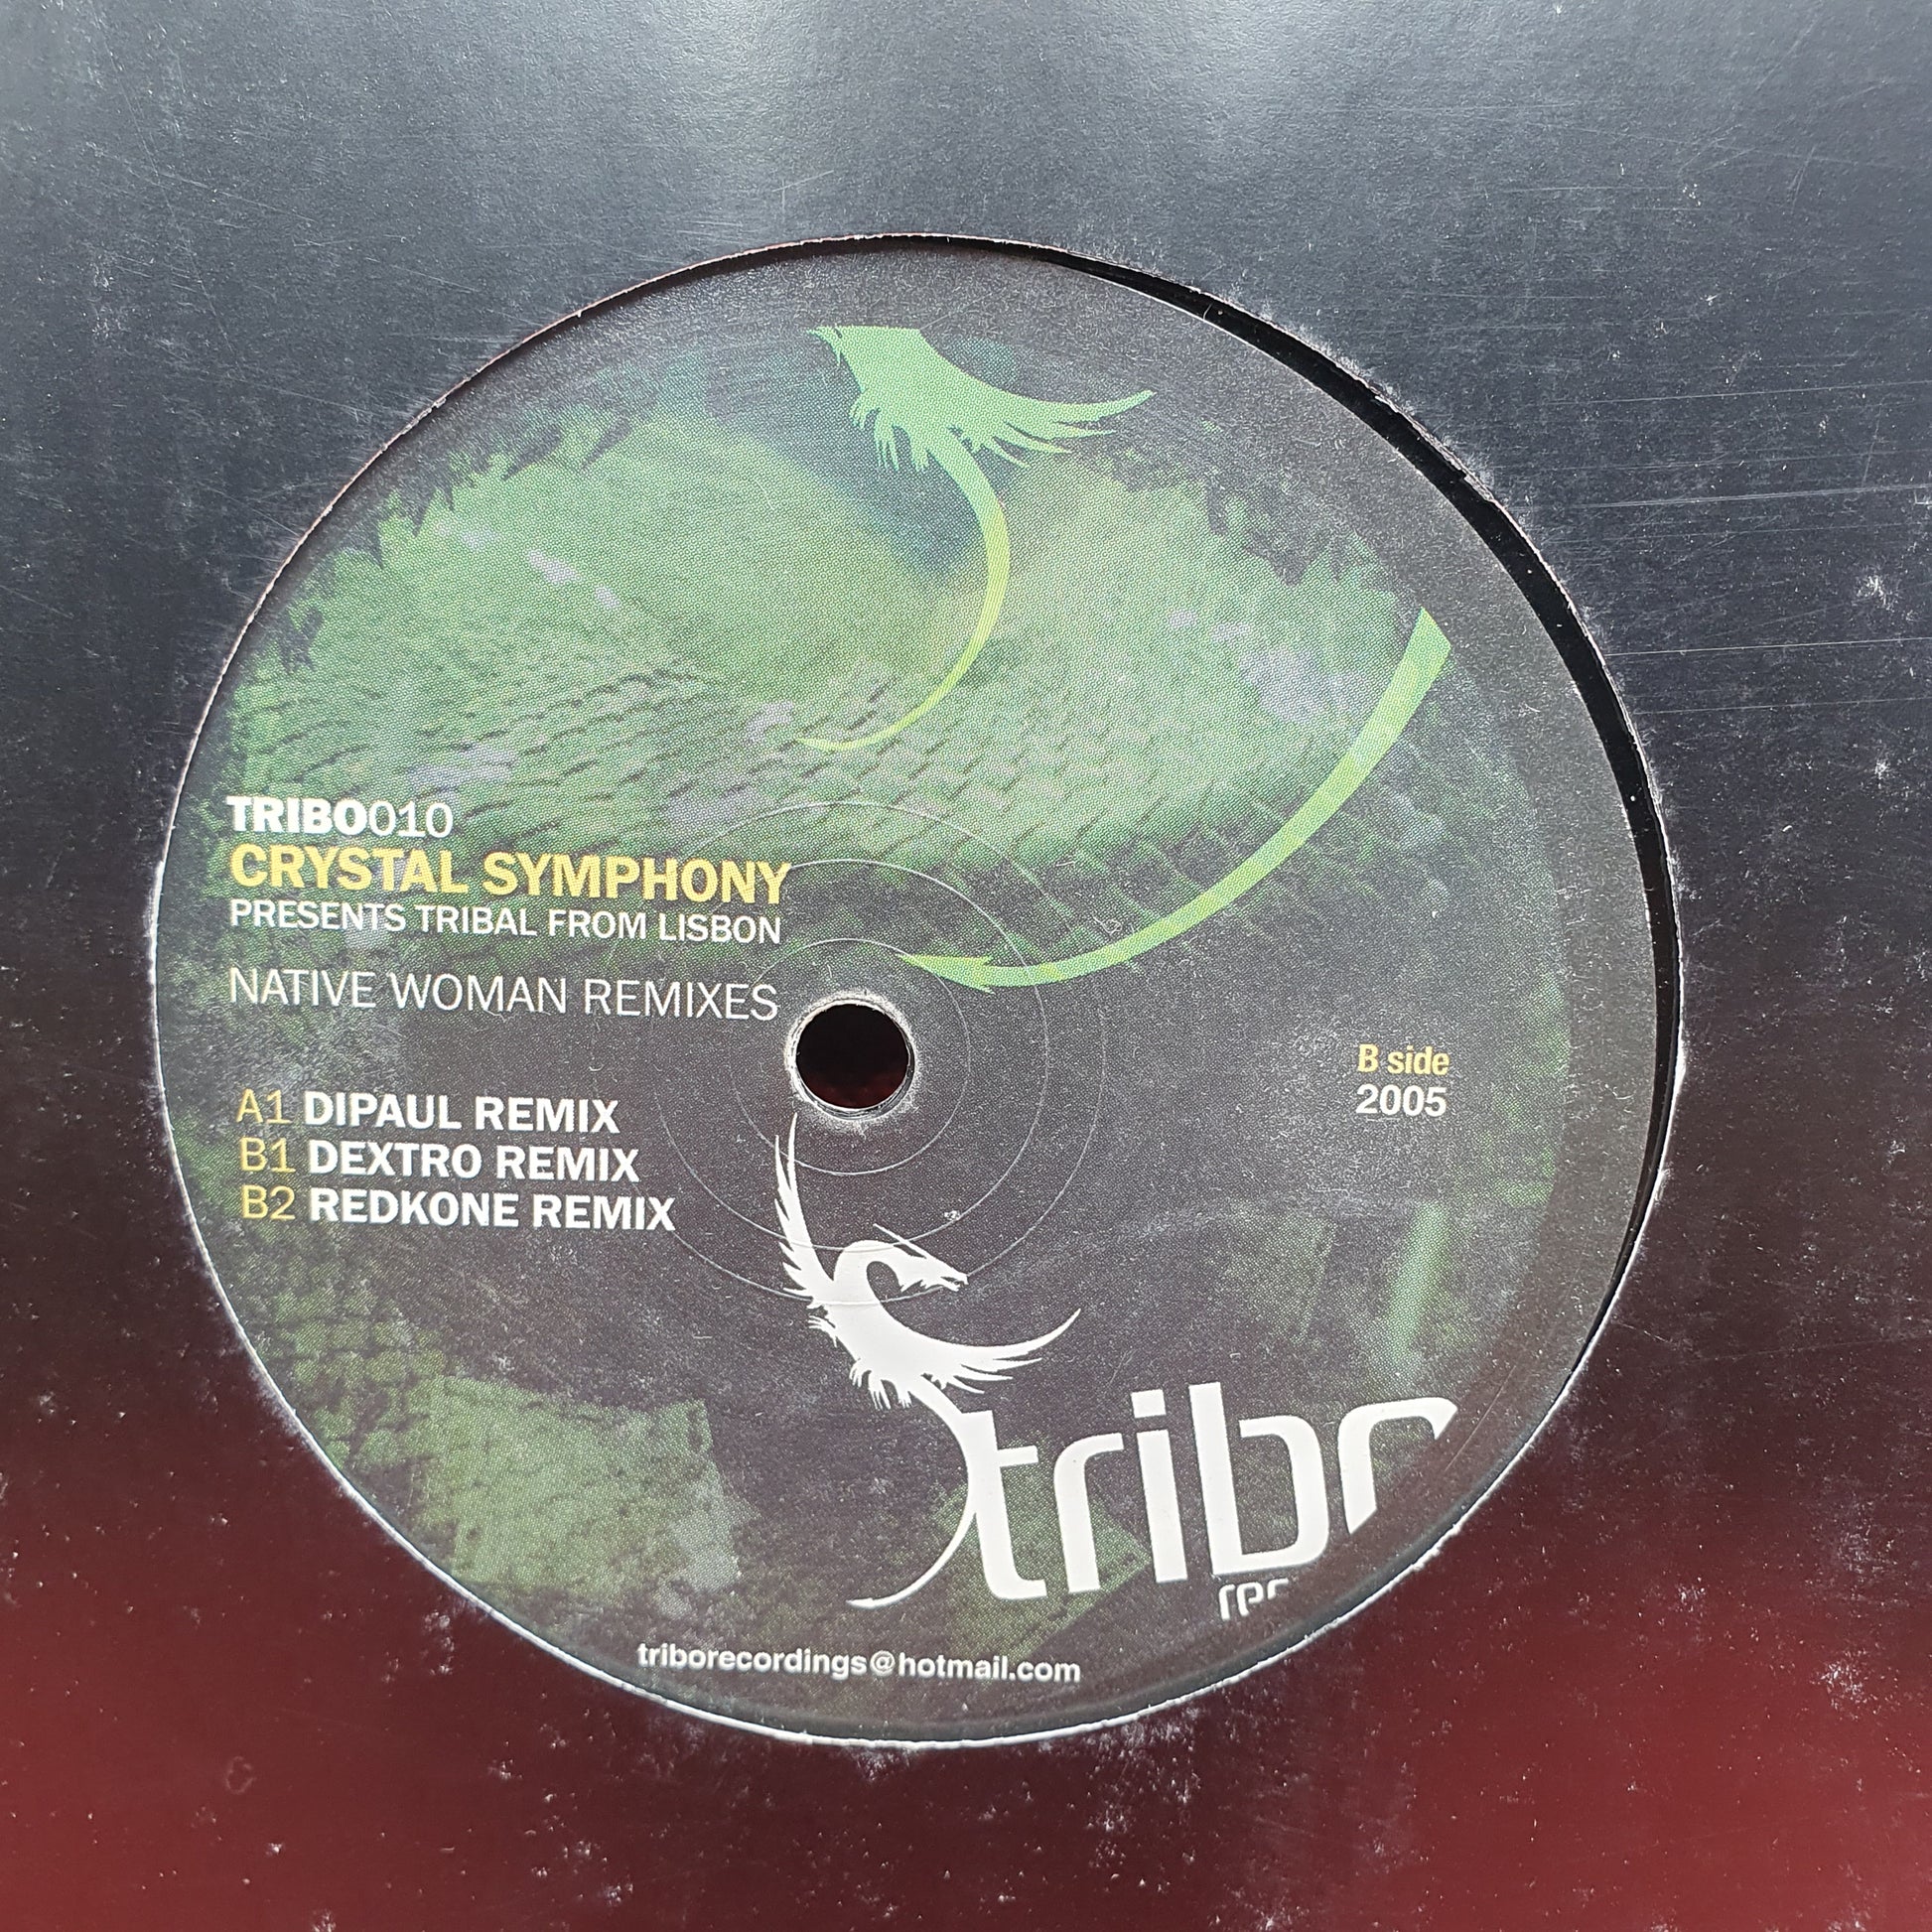 TRIBO010
CRYSTAL SYMPHONY
PRESENTS TRIBAL FROM LISBON
NATIVE WOMAN REMIXES
B side
2005
A1 DIPAUL REMIX
B1 DEXTRO REMIX
B2 REDKONE REMIX
tribo
triborecordings@hotmail.com